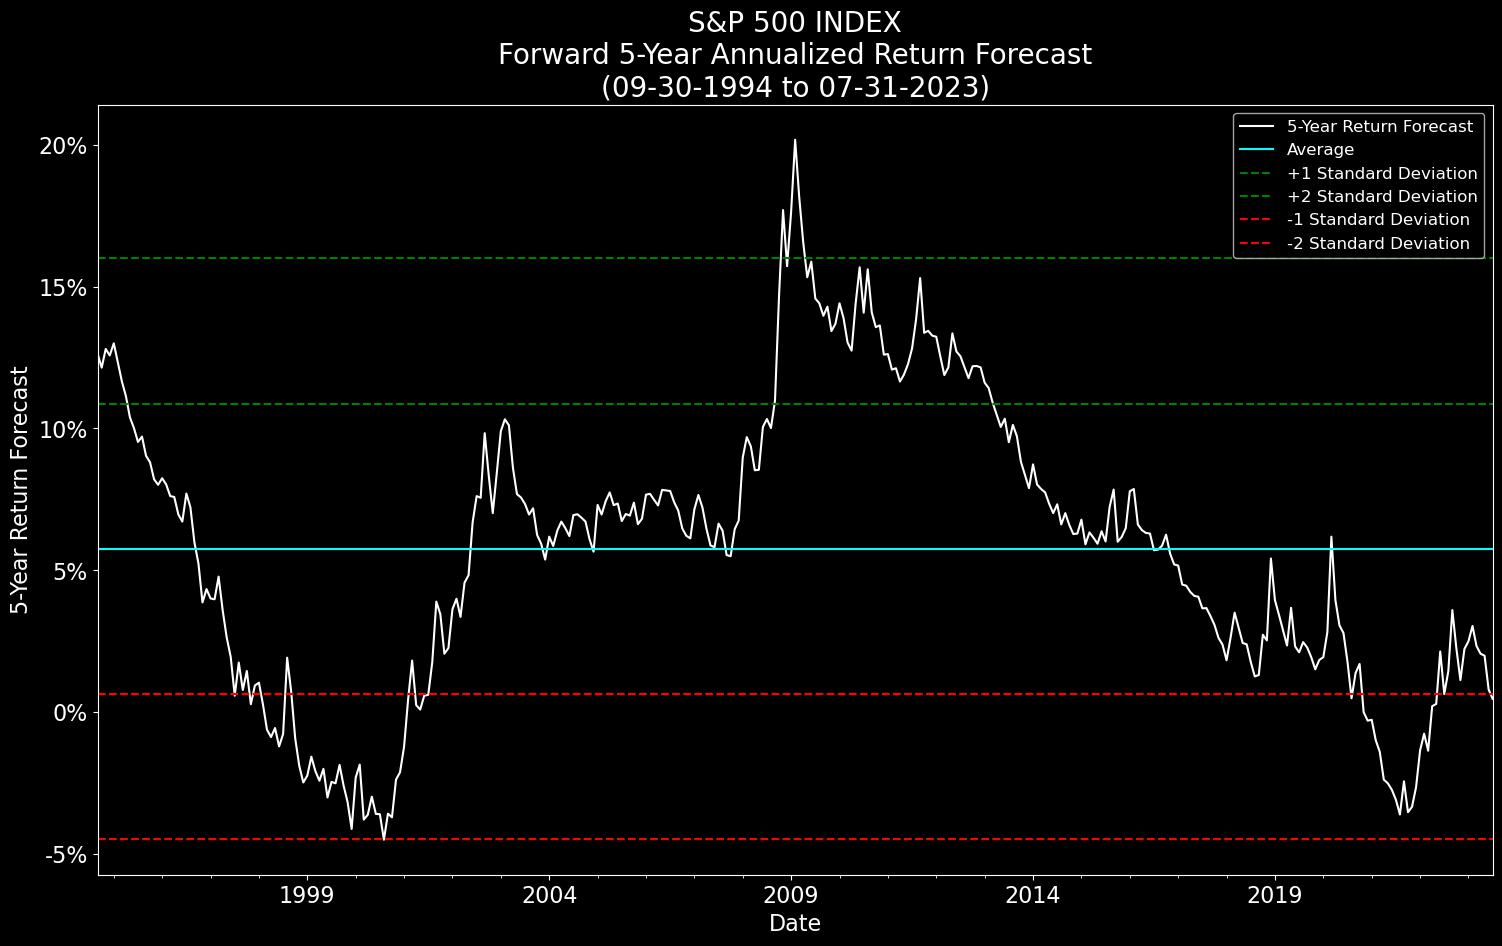 S&P 500 INDEX
Forward 5-Year Annualized Return Forecast
(09-30-1994 to 07-31-2023)
5-Year Return Forecast
Average
+1 Standard Deviation
+2 Standard Deviation
-1 Standard Deviation
-2 Standard Deviation
5-Year Return Forecast
20%
15%
10%
5%
0%
-5%
1999 2004 2009 2014 2019
Date